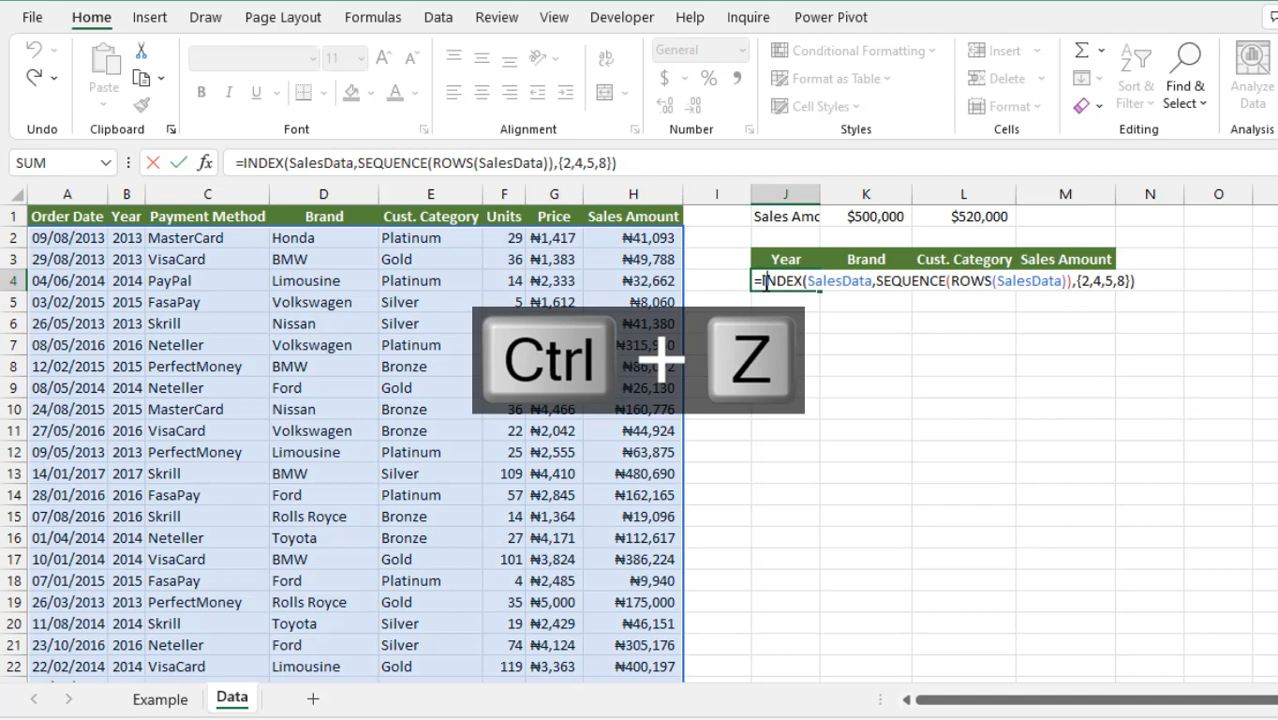 File Home Insert Draw Page Layout Formulas Data Review View Developer Help Inquire Power Pivot
General Conditional Formatting Insert
11 A A ab
Paste B I U A $ % , Format as Table Delete Sort & Filter Find & Select Analyze Data
Cell Styles Format
Undo Clipboard Font Alignment Number Styles Cells Editing Analysis
SUM fx =INDEX(SalesData,SEQUENCE(ROWS(SalesData)),{2,4,5,8})
A B C D E F G H I J K L M N O
1 Order Date Year Payment Method Brand Cust. Category Units Price Sales Amount Sales Amo $500,000 $520,000
2 09/08/2013 2013 MasterCard Honda Platinum 29 ₦1,417 ₦41,093
3 29/08/2013 2013 VisaCard BMW Gold 36 ₦1,383 ₦49,788 Year Brand Cust. Category Sales Amount
4 04/06/2014 2014 PayPal Limousine Platinum 14 ₦2,333 ₦32,662 =INDEX(SalesData,SEQUENCE(ROWS(SalesData)),{2,4,5,8})
5 03/02/2015 2015 FasaPay Volkswagen Silver 5 ₦1,612 ₦8,060
6 26/05/2013 2013 Skrill Nissan Silver ₦41,380
7 08/05/2016 2016 Neteller Volkswagen Platinum
8 12/02/2015 2015 PerfectMoney BMW Bronze
9 08/05/2014 2014 Neteller Ford Gold ₦26,130
10 24/08/2015 2015 MasterCard Nissan Bronze 36 ₦4,466 ₦160,776
11 27/05/2016 2016 VisaCard Volkswagen Bronze 22 ₦2,042 ₦44,924
12 09/05/2013 2013 PerfectMoney Limousine Platinum 25 ₦2,555 ₦63,875
13 14/01/2017 2017 Skrill BMW Silver 109 ₦4,410 ₦480,690
14 28/01/2016 2016 FasaPay Ford Platinum 57 ₦2,845 ₦162,165
15 07/08/2016 2016 Skrill Rolls Royce Bronze 14 ₦1,364 ₦19,096
16 01/04/2014 2014 Neteller Toyota Bronze 27 ₦4,171 ₦112,617
17 10/01/2014 2014 VisaCard BMW Gold 101 ₦3,824 ₦386,224
18 07/01/2015 2015 FasaPay Ford Platinum 4 ₦2,485 ₦9,940
19 26/03/2013 2013 PerfectMoney Rolls Royce Gold 35 ₦5,000 ₦175,000
20 11/08/2014 2014 Skrill Toyota Silver 19 ₦2,429 ₦46,151
21 23/10/2016 2016 Neteller Ford Silver 74 ₦4,124 ₦305,176
22 22/02/2014 2014 VisaCard Limousine Gold 119 ₦3,363 ₦400,197
Ctrl + Z
Example Data +